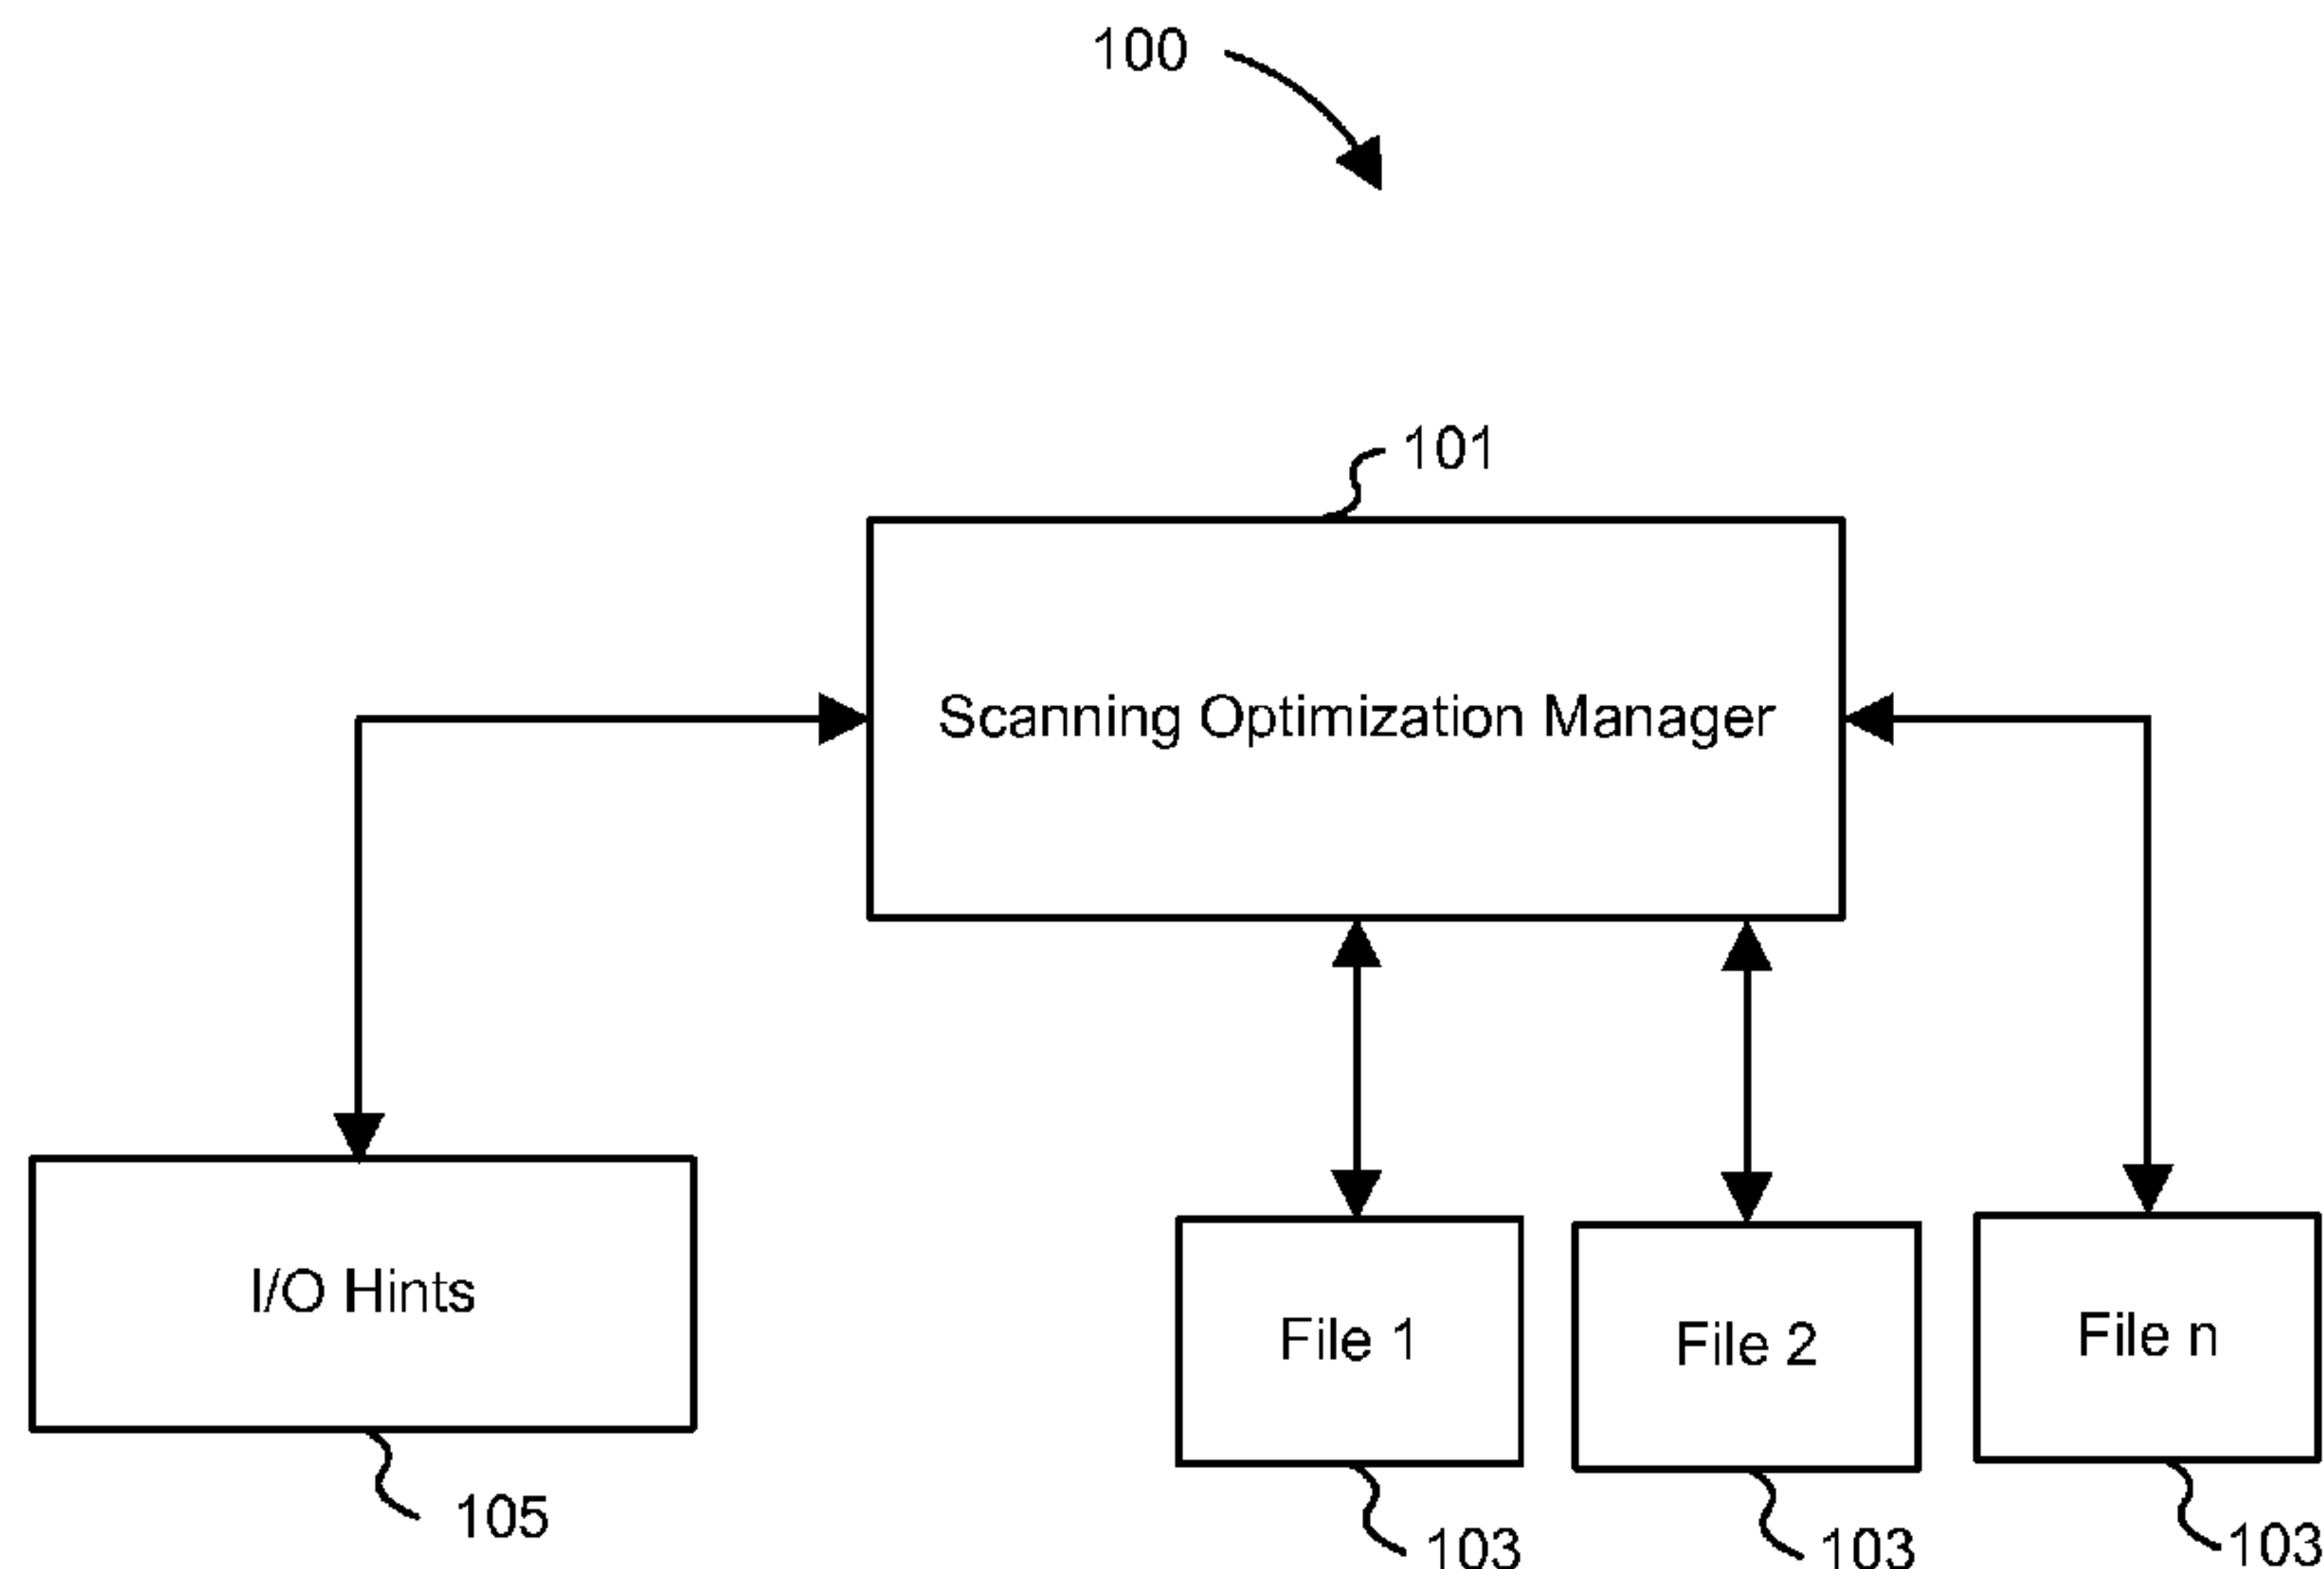 100
101
Scanning Optimization Manager
I/O Hints
File 1
File 2
File n
105
103
103
103